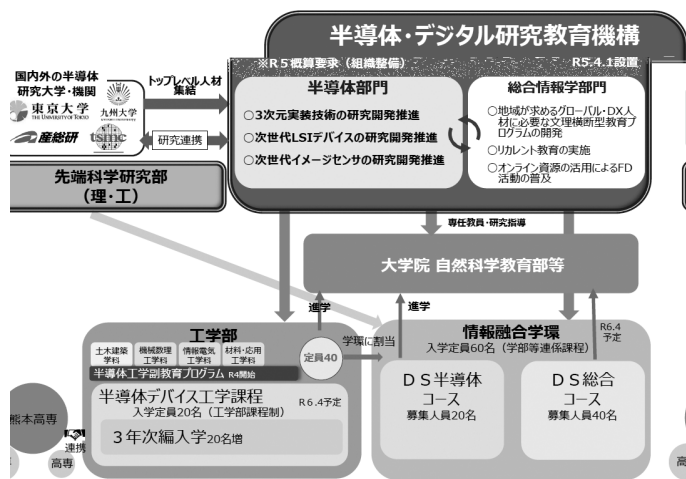 半導体・デジタル研究教育機構
※R5概算要求（組織整備）
R5.4.1設置
国内外の半導体
研究大学・機関
東京大学
THE UNIVERSITY OF TOKYO
九州大学
産総研
tsmc
トップレベル人材
集結
研究連携
半導体部門
○3次元実装技術の研究開発推進
○次世代LSIデバイスの研究開発推進
○次世代イメージセンサの研究開発推進
総合情報学部門
○地域が求めるグローバル・DX人
材に必要な文理横断型教育プ
ログラムの開発
○リカレント教育の実施
○オンライン資源の活用によるFD
活動の普及
先端科学研究部
（理・工）
専任教員・研究指導
大学院 自然科学教育部等
進学
進学
工学部
土木建築
学科
機械数理
工学科
情報電気
工学科
材料・応用
工学科
半導体工学副教育プログラム R4開始
定員40
学環に割当
半導体デバイス工学課程
R6.4予定
入学定員20名（工学部課程制）
３年次編入学20名増
情報融合学環
R6.4
予定
入学定員60名（学部等連係課程）
ＤＳ半導体
コース
募集人員20名
ＤＳ総合
コース
募集人員40名
熊本高専
連携
高専